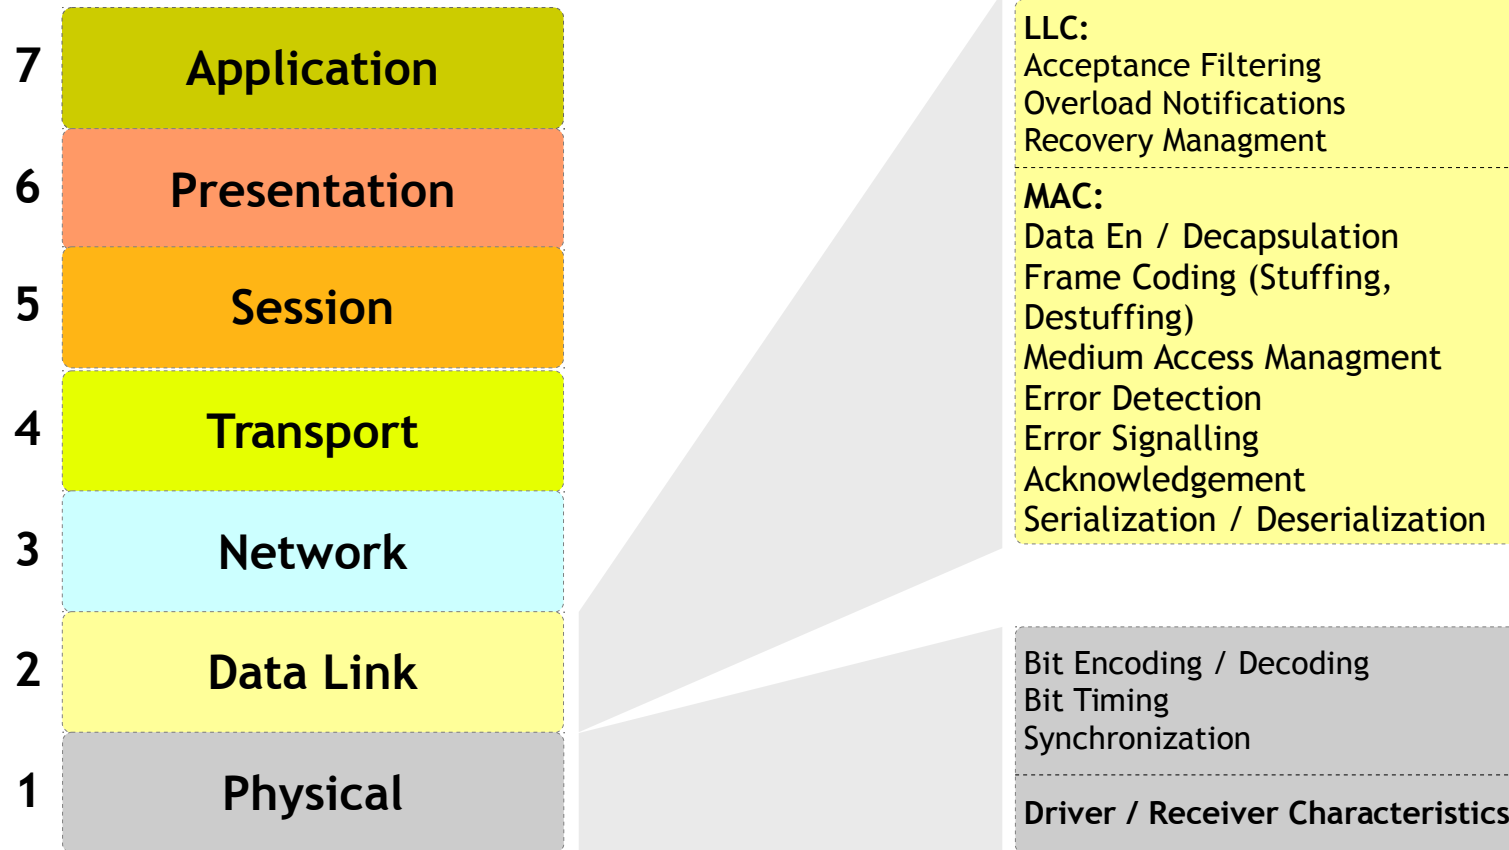 7
Application
6
Presentation
5
Session
4
Transport
3
Network
2
Data Link
1
Physical
LLC:
Acceptance Filtering
Overload Notifications
Recovery Managment
MAC:
Data En / Decapsulation
Frame Coding (Stuffing,
Destuffing)
Medium Access Managment
Error Detection
Error Signalling
Acknowledgement
Serialization / Deserialization
Bit Encoding / Decoding
Bit Timing
Synchronization
Driver / Receiver Characteristics